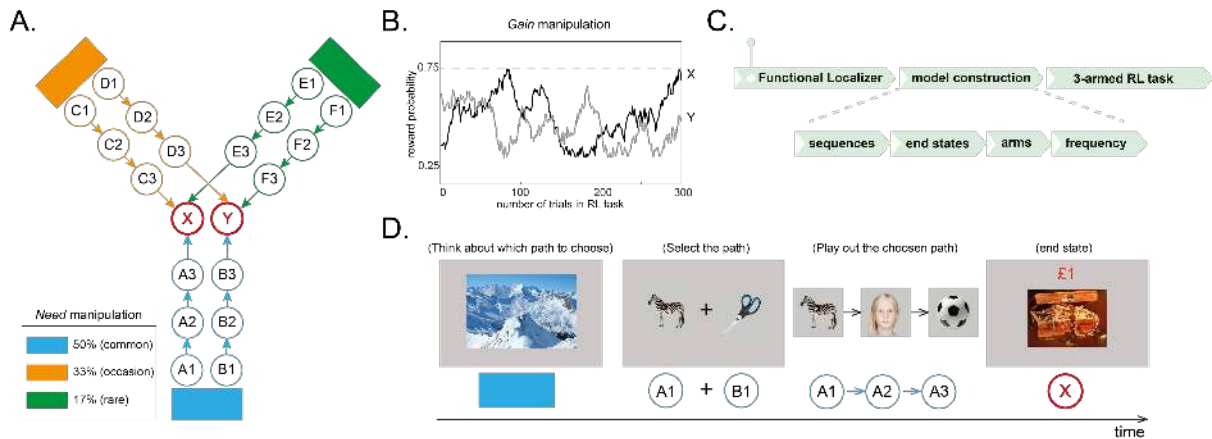 A.
D1
C1
D2
C2
D3
C3
E1
F1
E2
F2
E3
F3
X
Y
A3
B3
A2
B2
A1
B1
Need manipulation
50% (common)
33% (occasion)
17% (rare)
B.
Gain manipulation
reward probability
0.75
0.25
X
Y
0
100
200
300
number of trials in RL task
C.
Functional Localizer
model construction
3-armed RL task
sequences
end states
arms
frequency
D.
(Think about which path to choose)
(Select the path)
(Play out the choosen path)
(end state)
+
£1
A1 + B1
A1 A2 A3
X
time